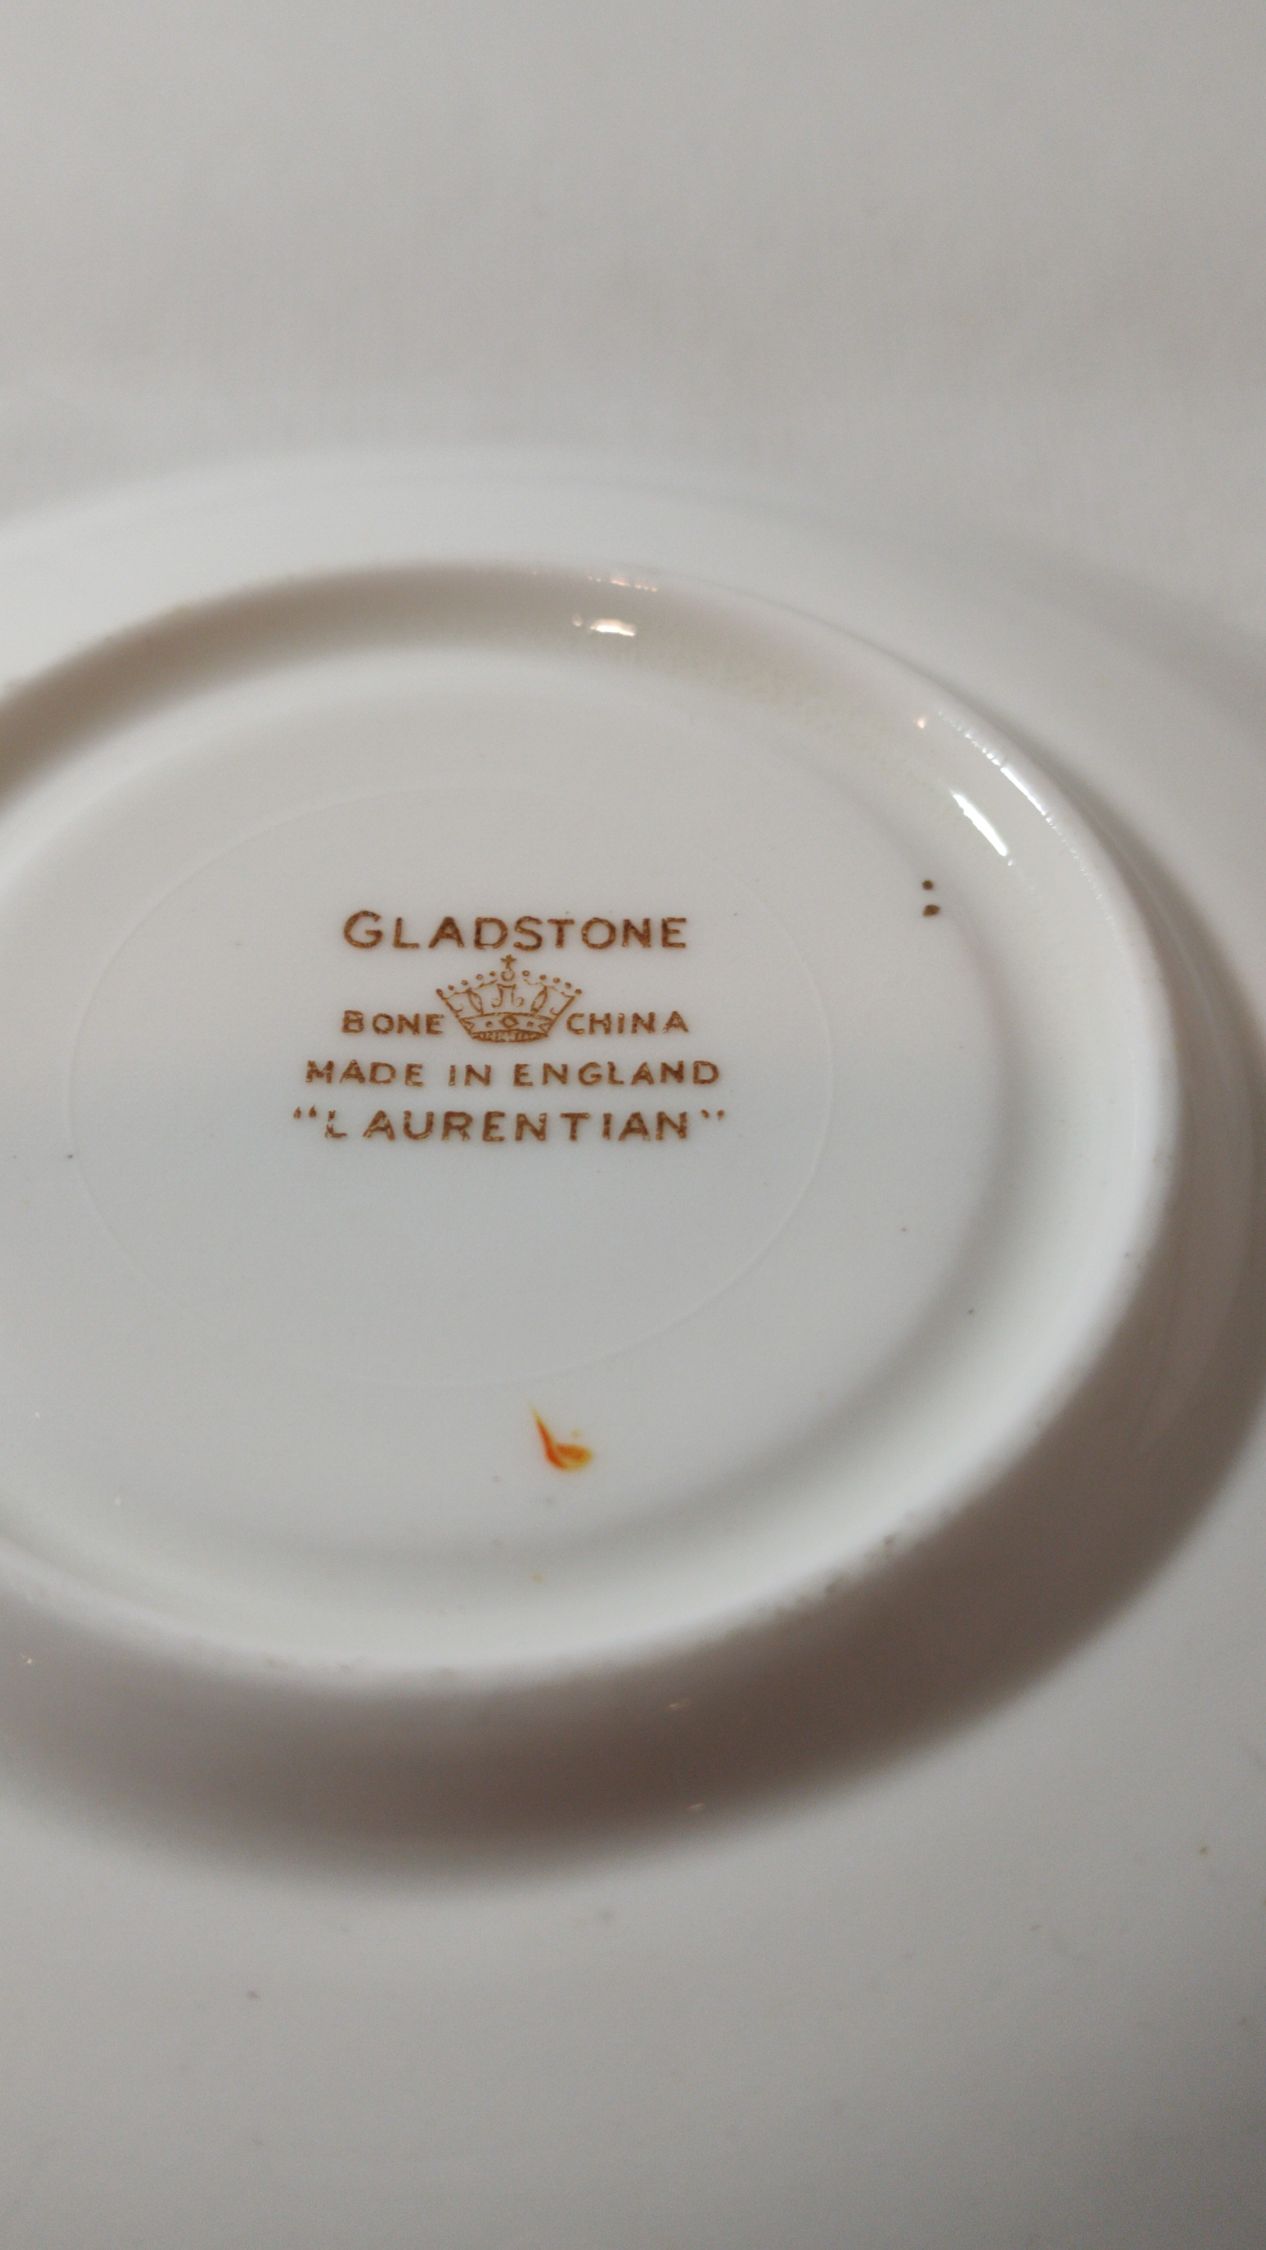 GLADSTONE
BONE CHINA
MADE IN ENGLAND
"LAURENTIAN"